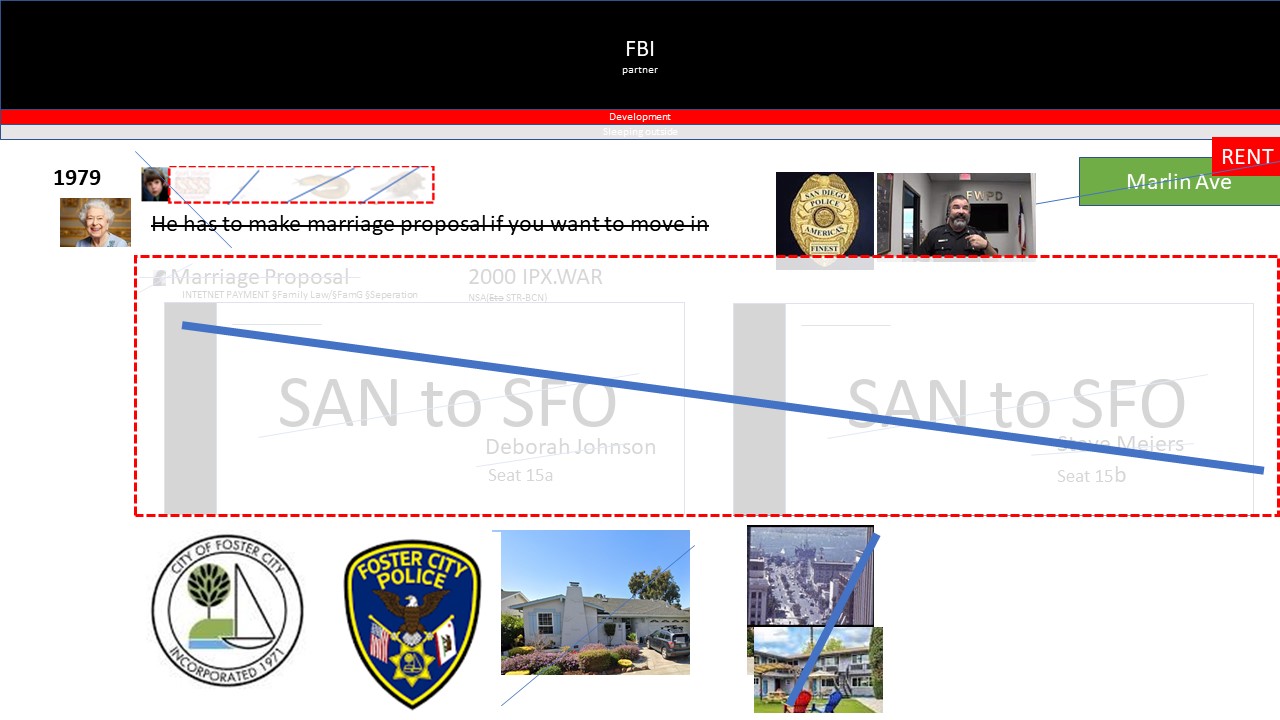 FBI
partner
Development
Sleeping outside
RENT
Marlin Ave
1979
He has to make marriage proposal if you want to move in
SAN DIEGO
POLICE
AMERICA'S
FINEST
FWPD
Marriage Proposal
2000 IPX.WAR
INTETNET PAYMENT §Family Law/§FamG §Seperation
NSA(Eto STR-BCN)
SAN to SFO
Deborah Johnson
Seat 15a
SAN to SFO
Steve Mejers
Seat 15b
CITY OF FOSTER CITY
INCORPORATED 1971
FOSTER CITY
POLICE